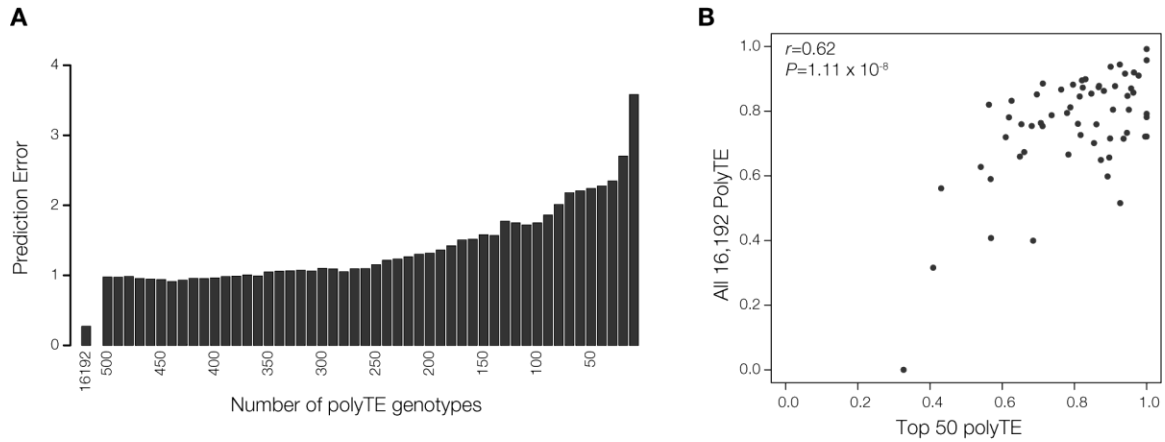 A
4
3
2
1
0
Prediction Error
16192
500
450
400
350
300
250
200
150
100
50
Number of polyTE genotypes
B
r=0.62
P=1.11 x 10⁻⁸
1.0
0.8
0.6
0.4
0.2
0.0
All 16,192 PolyTE
0.0 0.2 0.4 0.6 0.8 1.0
Top 50 polyTE